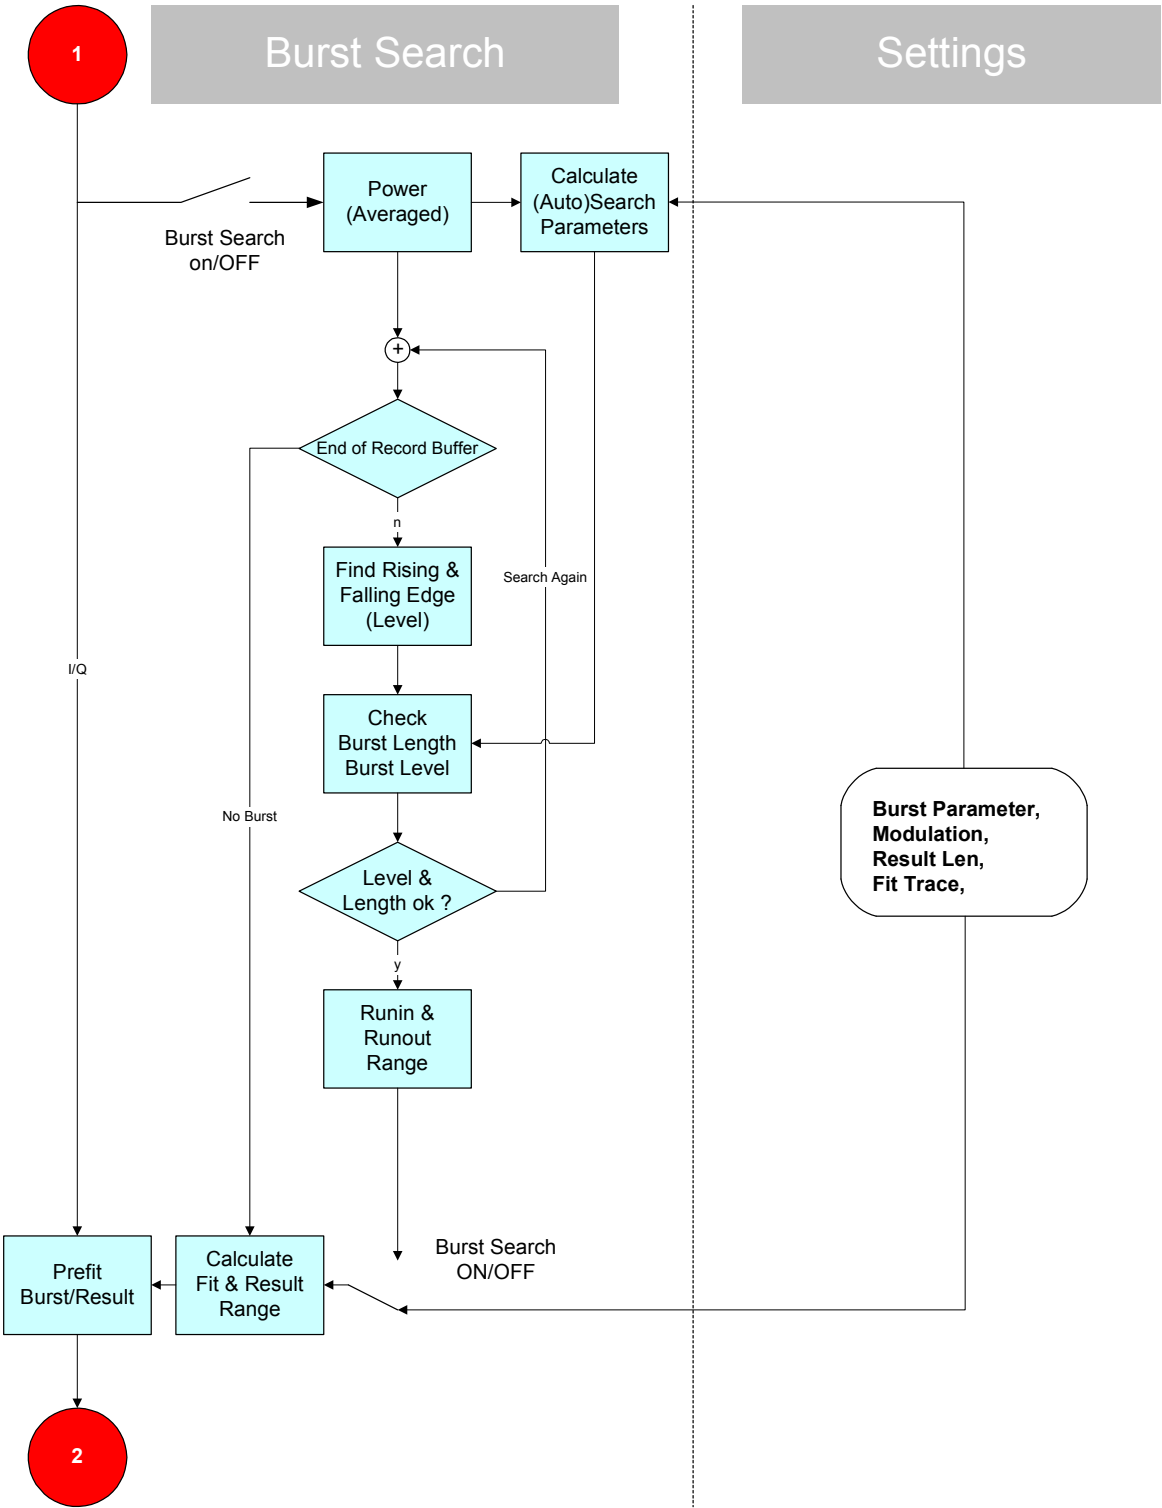 1
Burst Search
Settings
Power
(Averaged)
Calculate
(Auto)Search
Parameters
Burst Search
on/OFF
+
End of Record Buffer
n
Find Rising &
Falling Edge
(Level)
Search Again
I/Q
Check
Burst Length
Burst Level
No Burst
Burst Parameter,
Modulation,
Result Len,
Fit Trace,
Level &
Length ok ?
y
Runin &
Runout
Range
Burst Search
ON/OFF
Prefit
Burst/Result
Calculate
Fit & Result
Range
2